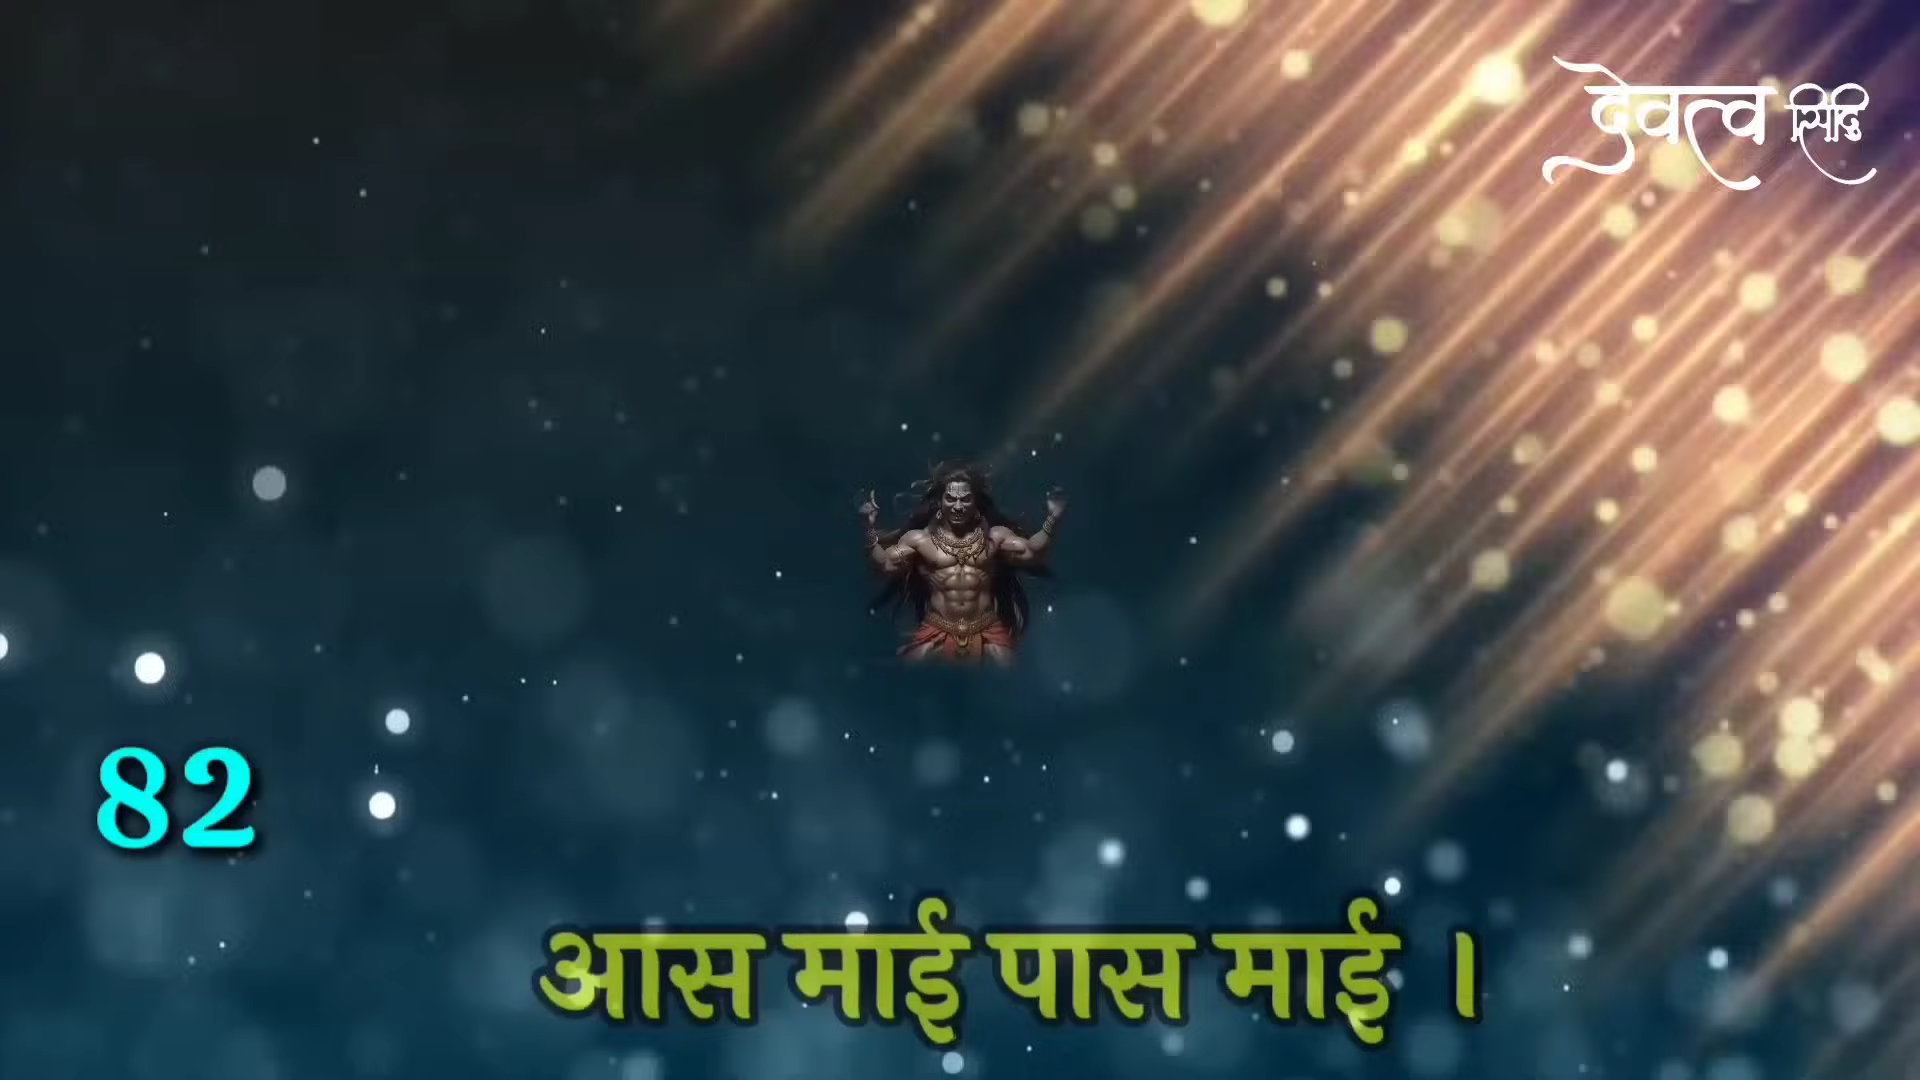 देवत्व सिद्धि
82
आस माई पास माई ।